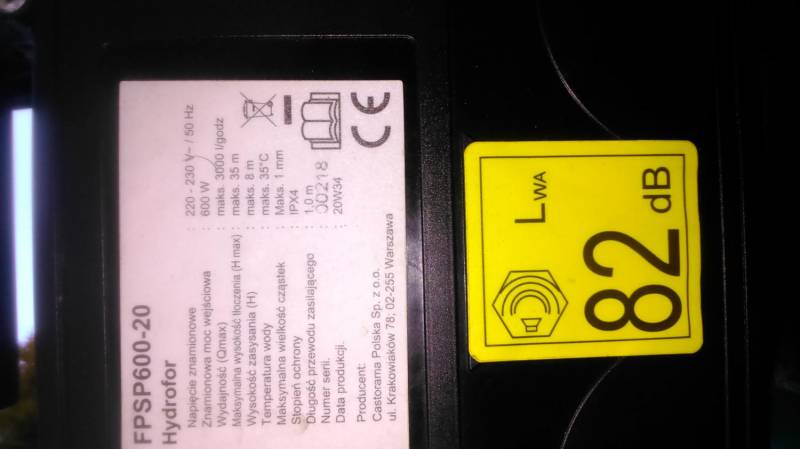 FPSP600-20
Hydrofor
Napięcie znamionowe : 220 - 230 V~ / 50 Hz
Znamionowa moc wejściowa : 600 W
Wydajność (Qmax) : maks. 3000 l/godz
Maksymalna wysokość tłoczenia (H max) : maks. 35 m
Wysokość zasysania (H) : maks. 8 m
Temperatura wody : maks. 35°C
Maksymalna wielkość cząstek : Maks. 1 mm
Stopień ochrony : IPX4
Długość przewodu zasilającego : 1,0 m
Numer serii. : 00218
Data produkcji. : 20W34
Producent:
Castorama Polska Sp. z o.o.
ul. Krakowiaków 78; 02-255 Warszawa
CE
LWA
82
dB